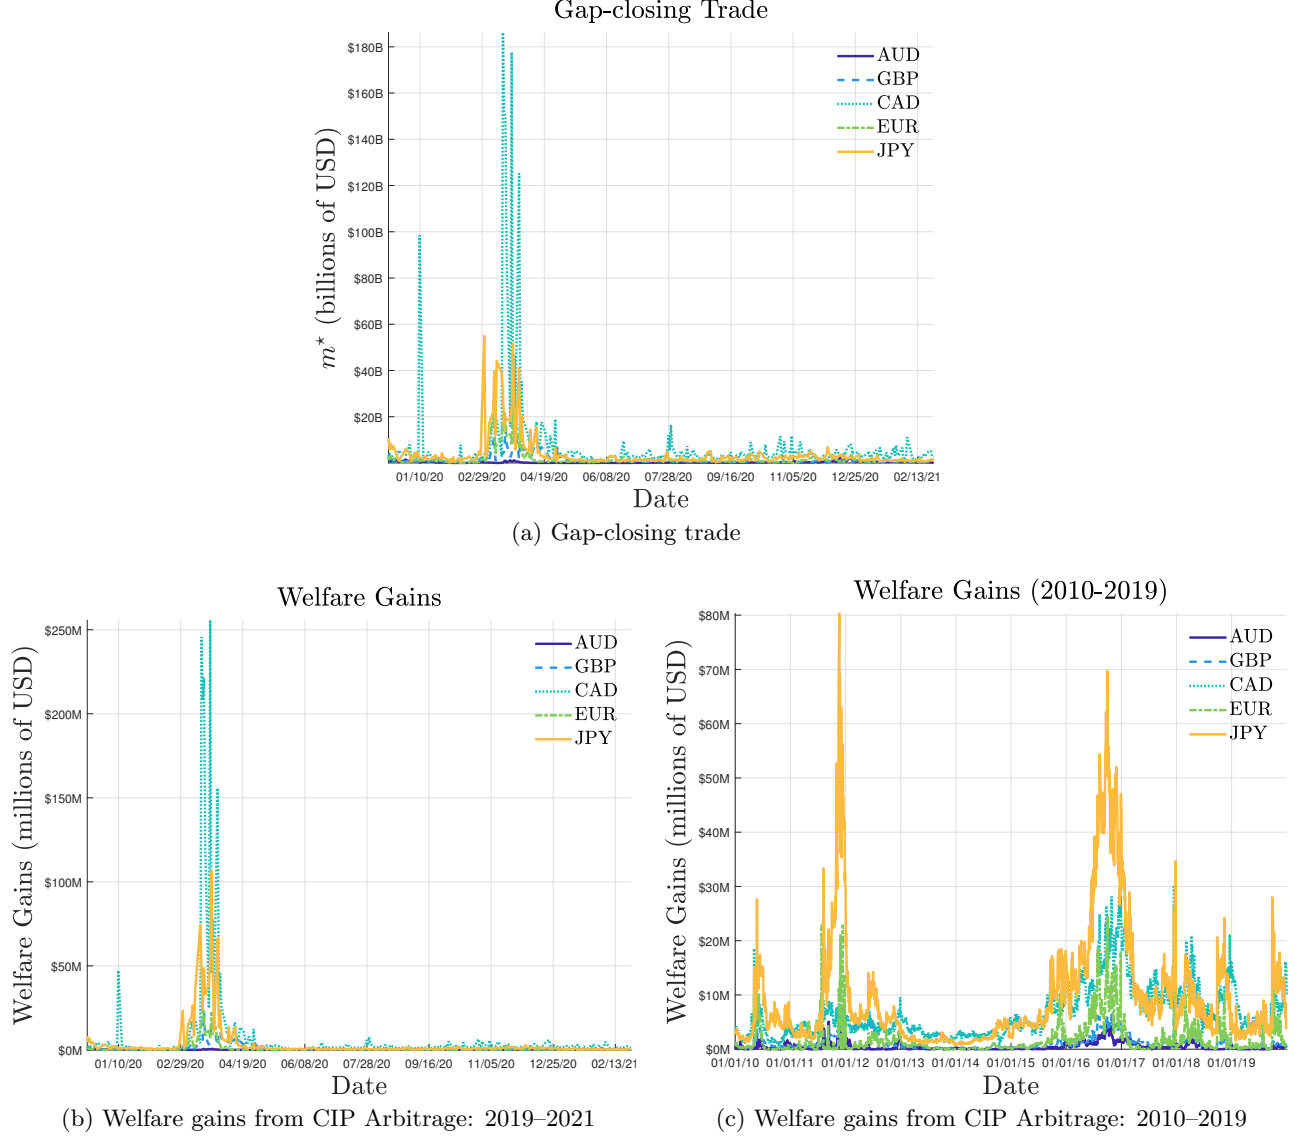 Gap-closing Trade
m* (billions of USD)
$180B
$160B
$140B
$120B
$100B
$80B
$60B
$40B
$20B
AUD
GBP
CAD
EUR
JPY
01/10/20 02/29/20 04/19/20 06/08/20 07/28/20 09/16/20 11/05/20 12/25/20 02/13/21
Date
(a) Gap-closing trade
Welfare Gains
Welfare Gains (millions of USD)
$250M
$200M
$150M
$100M
$50M
$0M
AUD
GBP
CAD
EUR
JPY
01/10/20 02/29/20 04/19/20 06/08/20 07/28/20 09/16/20 11/05/20 12/25/20 02/13/21
Date
(b) Welfare gains from CIP Arbitrage: 2019–2021
Welfare Gains (2010-2019)
Welfare Gains (millions of USD)
$80M
$70M
$60M
$50M
$40M
$30M
$20M
$10M
$0M
AUD
GBP
CAD
EUR
JPY
01/01/10 01/01/11 01/01/12 01/01/13 01/01/14 01/01/15 01/01/16 01/01/17 01/01/18 01/01/19
Date
(c) Welfare gains from CIP Arbitrage: 2010–2019